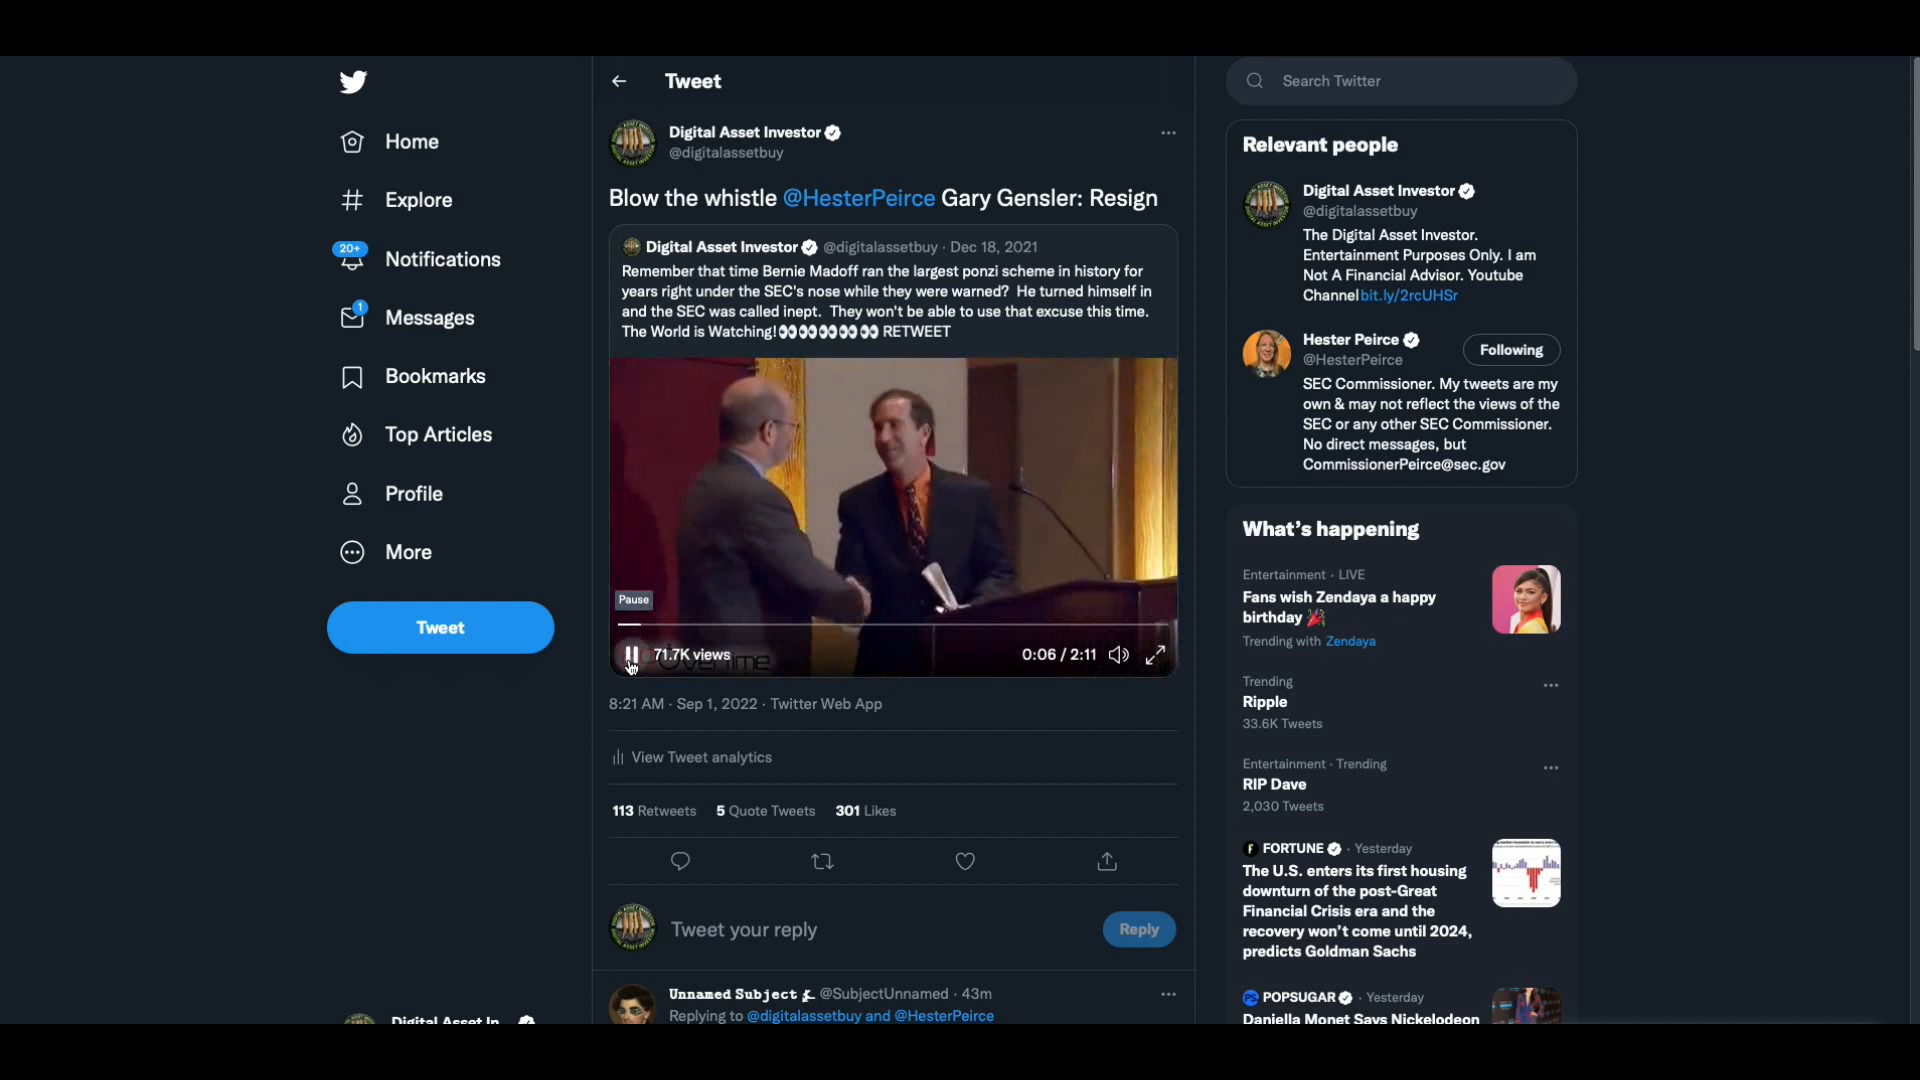 Home
Explore
20+
Notifications
1
Messages
Bookmarks
Top Articles
Profile
More
Tweet
Digital Asset In
Tweet
Digital Asset Investor
@digitalassetbuy
Blow the whistle @HesterPeirce Gary Gensler: Resign
Digital Asset Investor @digitalassetbuy · Dec 18, 2021
Remember that time Bernie Madoff ran the largest ponzi scheme in history for
years right under the SEC's nose while they were warned? He turned himself in
and the SEC was called inept. They won't be able to use that excuse this time.
The World is Watching!👀👀👀👀👀👀 RETWEET
Pause
71.7K views
0:06 / 2:11
8:21 AM · Sep 1, 2022 · Twitter Web App
View Tweet analytics
113 Retweets 5 Quote Tweets 301 Likes
Tweet your reply
Reply
Unnamed Subject @SubjectUnnamed · 43m
Replying to @digitalassetbuy and @HesterPeirce
Search Twitter
Relevant people
Digital Asset Investor
@digitalassetbuy
The Digital Asset Investor.
Entertainment Purposes Only. I am
Not A Financial Advisor. Youtube
Channel bit.ly/2rcUHSr
Hester Peirce
@HesterPeirce
Following
SEC Commissioner. My tweets are my
own & may not reflect the views of the
SEC or any other SEC Commissioner.
No direct messages, but
CommissionerPeirce@sec.gov
What's happening
Entertainment · LIVE
Fans wish Zendaya a happy
birthday 🎉
Trending with Zendaya
Trending
Ripple
33.6K Tweets
Entertainment · Trending
RIP Dave
2,030 Tweets
FORTUNE · Yesterday
The U.S. enters its first housing
downturn of the post-Great
Financial Crisis era and the
recovery won't come until 2024,
predicts Goldman Sachs
POPSUGAR · Yesterday
Daniella Monet Says Nickelodeon